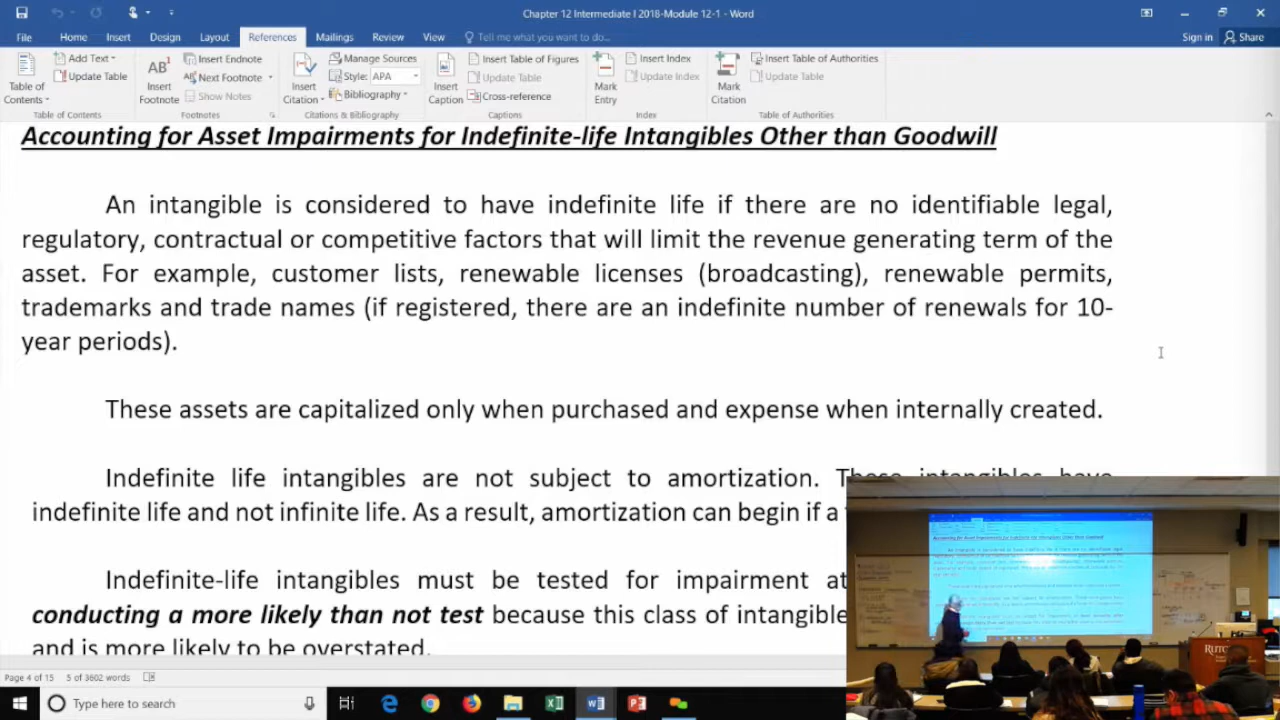 Chapter 12 Intermediate I 2018-Module 12-1 - Word
File Home Insert Design Layout References Mailings Review View Tell me what you want to do... Sign in Share
Table of Contents
Add Text
Update Table
Table of Contents
AB1
Insert Footnote
Insert Endnote
Next Footnote
Show Notes
Footnotes
Insert Citation
Manage Sources
Style: APA
Bibliography
Citations & Bibliography
Insert Caption
Insert Table of Figures
Update Table
Cross-reference
Captions
Mark Entry
Insert Index
Update Index
Index
Mark Citation
Insert Table of Authorities
Update Table
Table of Authorities
Accounting for Asset Impairments for Indefinite-life Intangibles Other than Goodwill
An intangible is considered to have indefinite life if there are no identifiable legal,
regulatory, contractual or competitive factors that will limit the revenue generating term of the
asset. For example, customer lists, renewable licenses (broadcasting), renewable permits,
trademarks and trade names (if registered, there are an indefinite number of renewals for 10-
year periods).
These assets are capitalized only when purchased and expense when internally created.
Indefinite life intangibles are not subject to amortization. These intangibles have
indefinite life and not infinite life. As a result, amortization can begin if a
Indefinite-life intangibles must be tested for impairment at
conducting a more likely than not test because this class of intangible
and is more likely to be overstated.
Page 4 of 15 5 of 3602 words
Type here to search